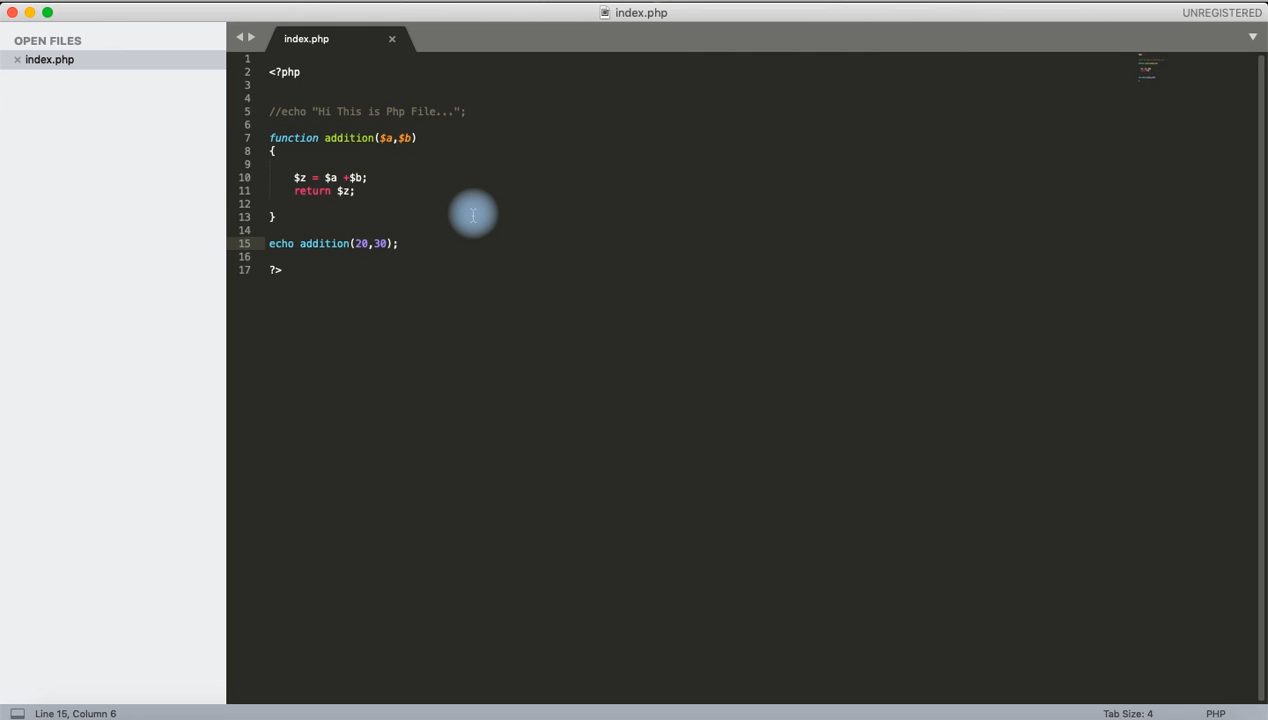 index.php
UNREGISTERED
OPEN FILES
index.php
index.php
1
2 <?php
3
4
5 //echo "Hi This is Php File...";
6
7 function addition($a,$b)
8 {
9
10 $z = $a +$b;
11 return $z;
12
13 }
14
15 echo addition(20,30);
16
17 ?>
Line 15, Column 6
Tab Size: 4
PHP